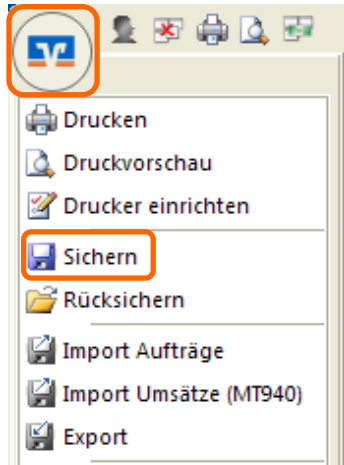 Drucken
Druckvorschau
Drucker einrichten
Sichern
Rücksichern
Import Aufträge
Import Umsätze (MT940)
Export